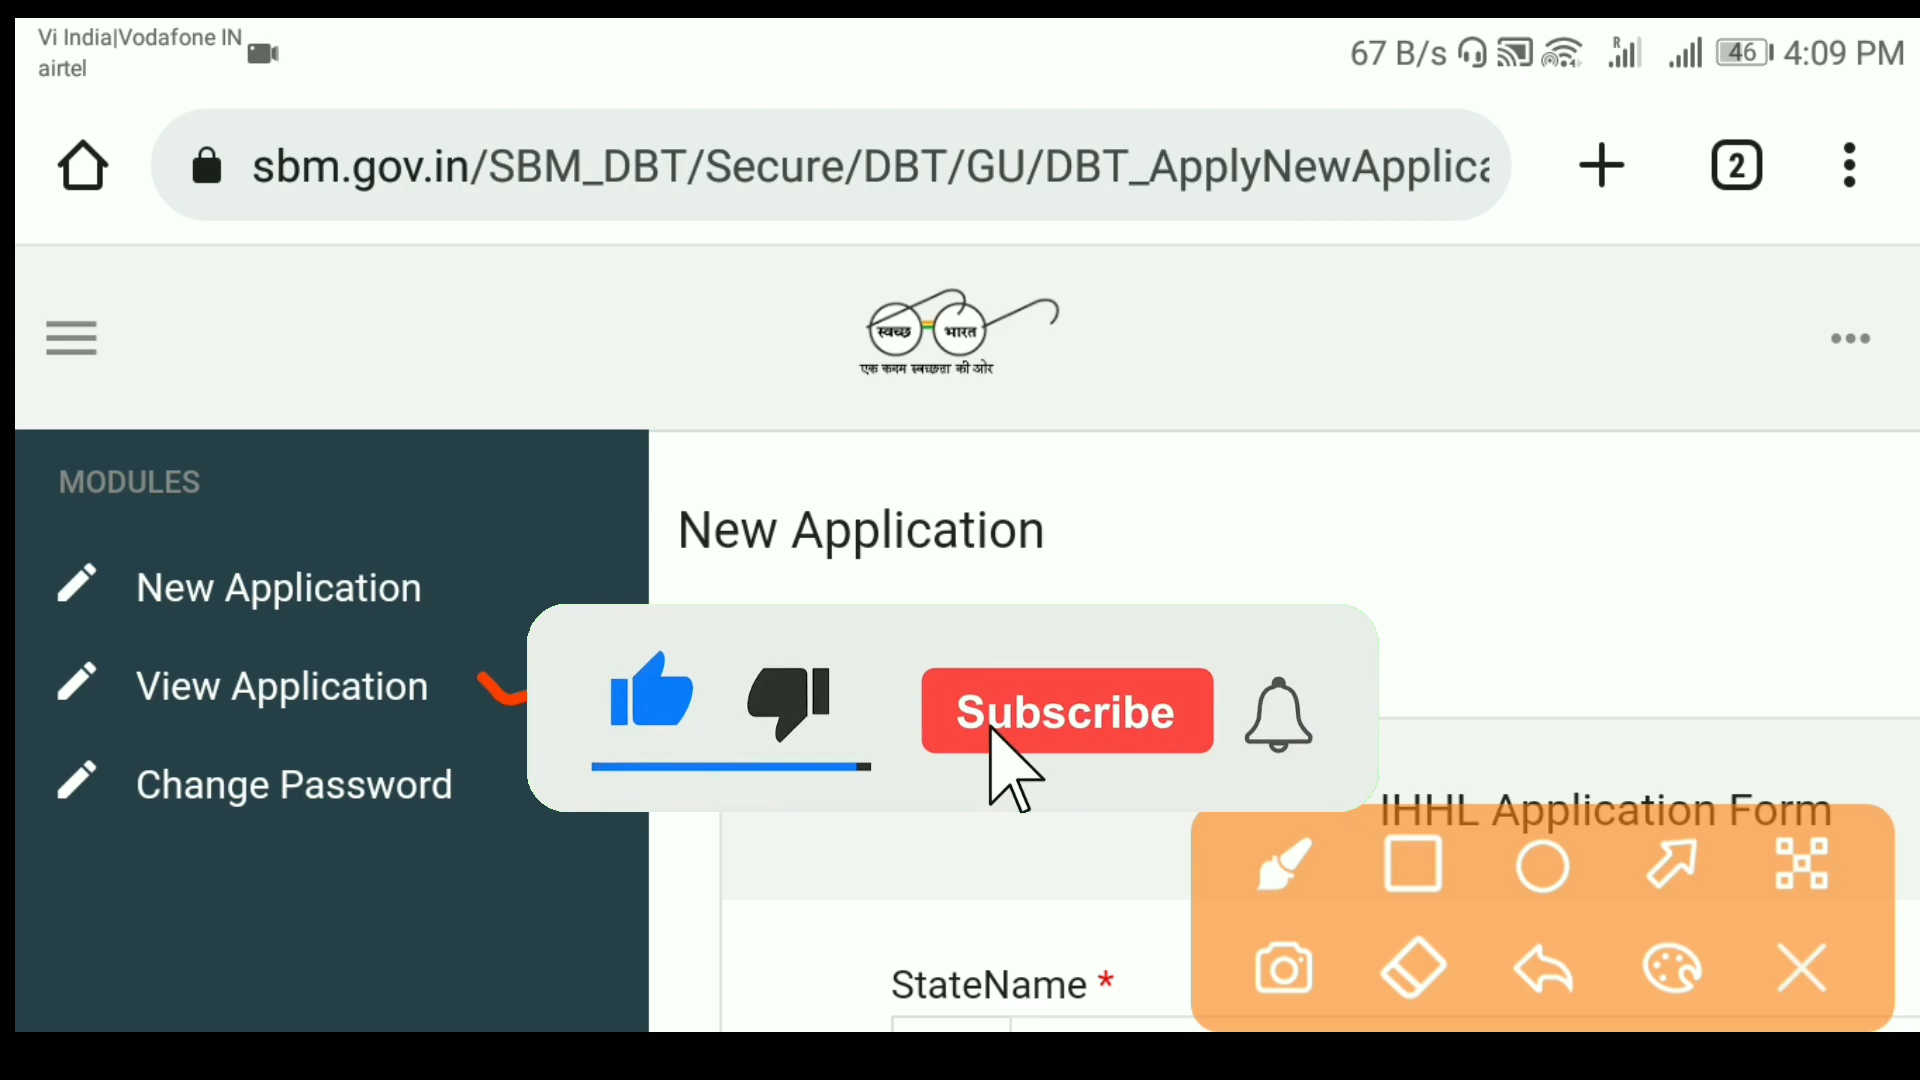 Vi India|Vodafone IN
airtel
67 B/s
R
46
4:09 PM
sbm.gov.in/SBM_DBT/Secure/DBT/GU/DBT_ApplyNewApplica
2
स्वच्छ भारत
एक कदम स्वच्छता की ओर
MODULES
New Application
View Application
Change Password
New Application
Subscribe
IHHL Application Form
StateName *